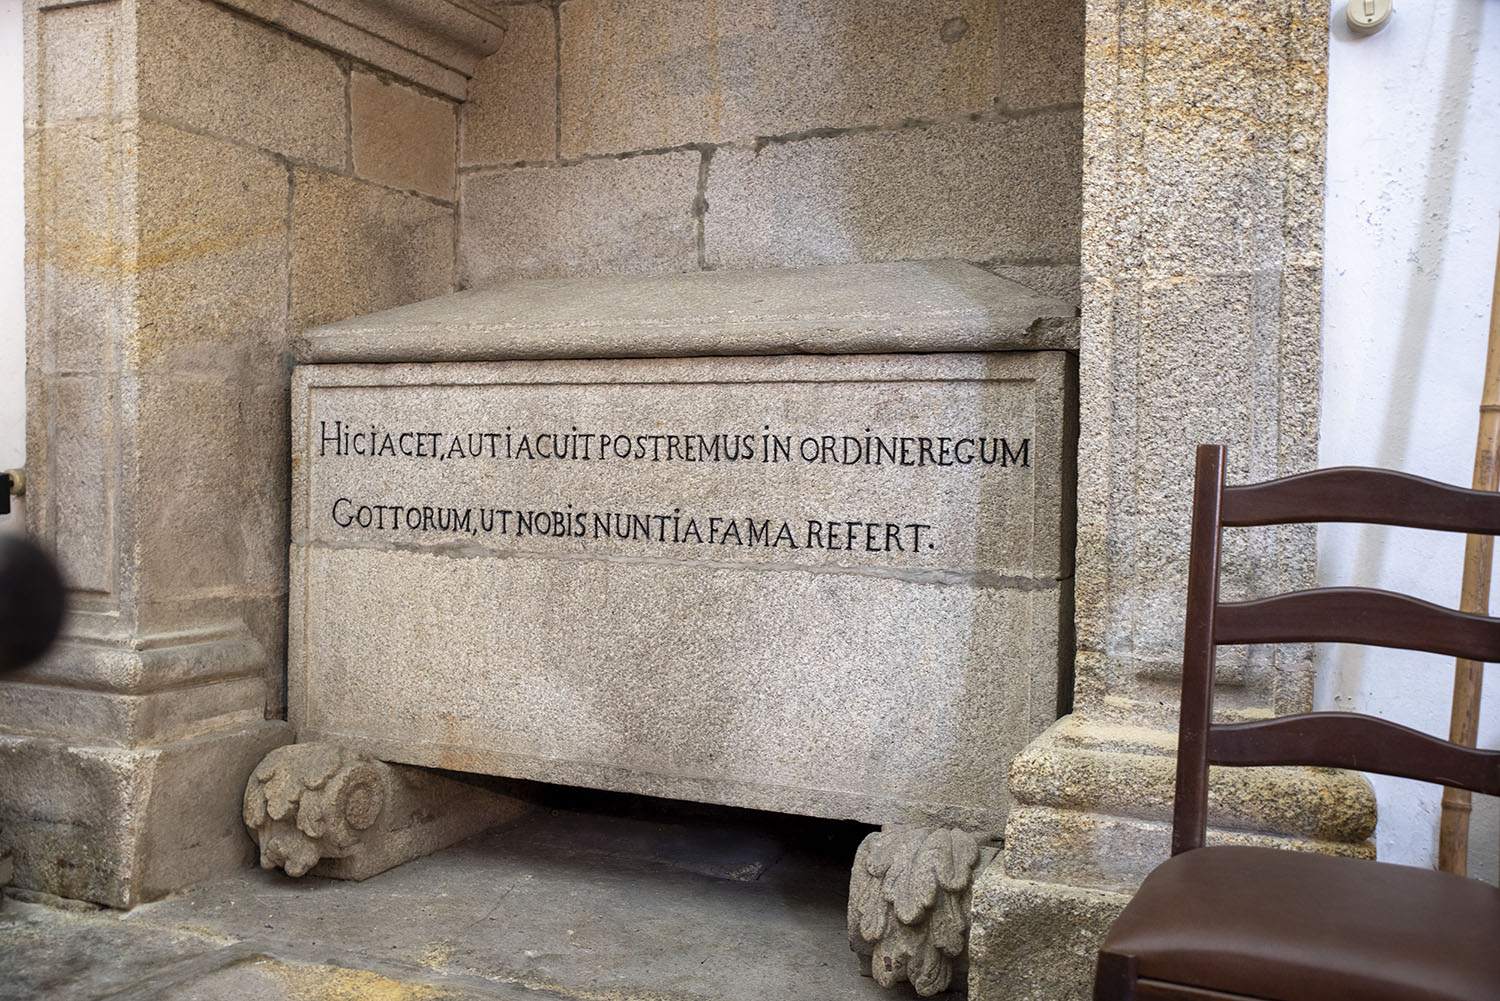 HiC iACET, AUT iACUiT POSTREMUS iN ORDiNE REGUM
GOTTORUM, UT NOBiS NUNTiA FAMA REFERT.